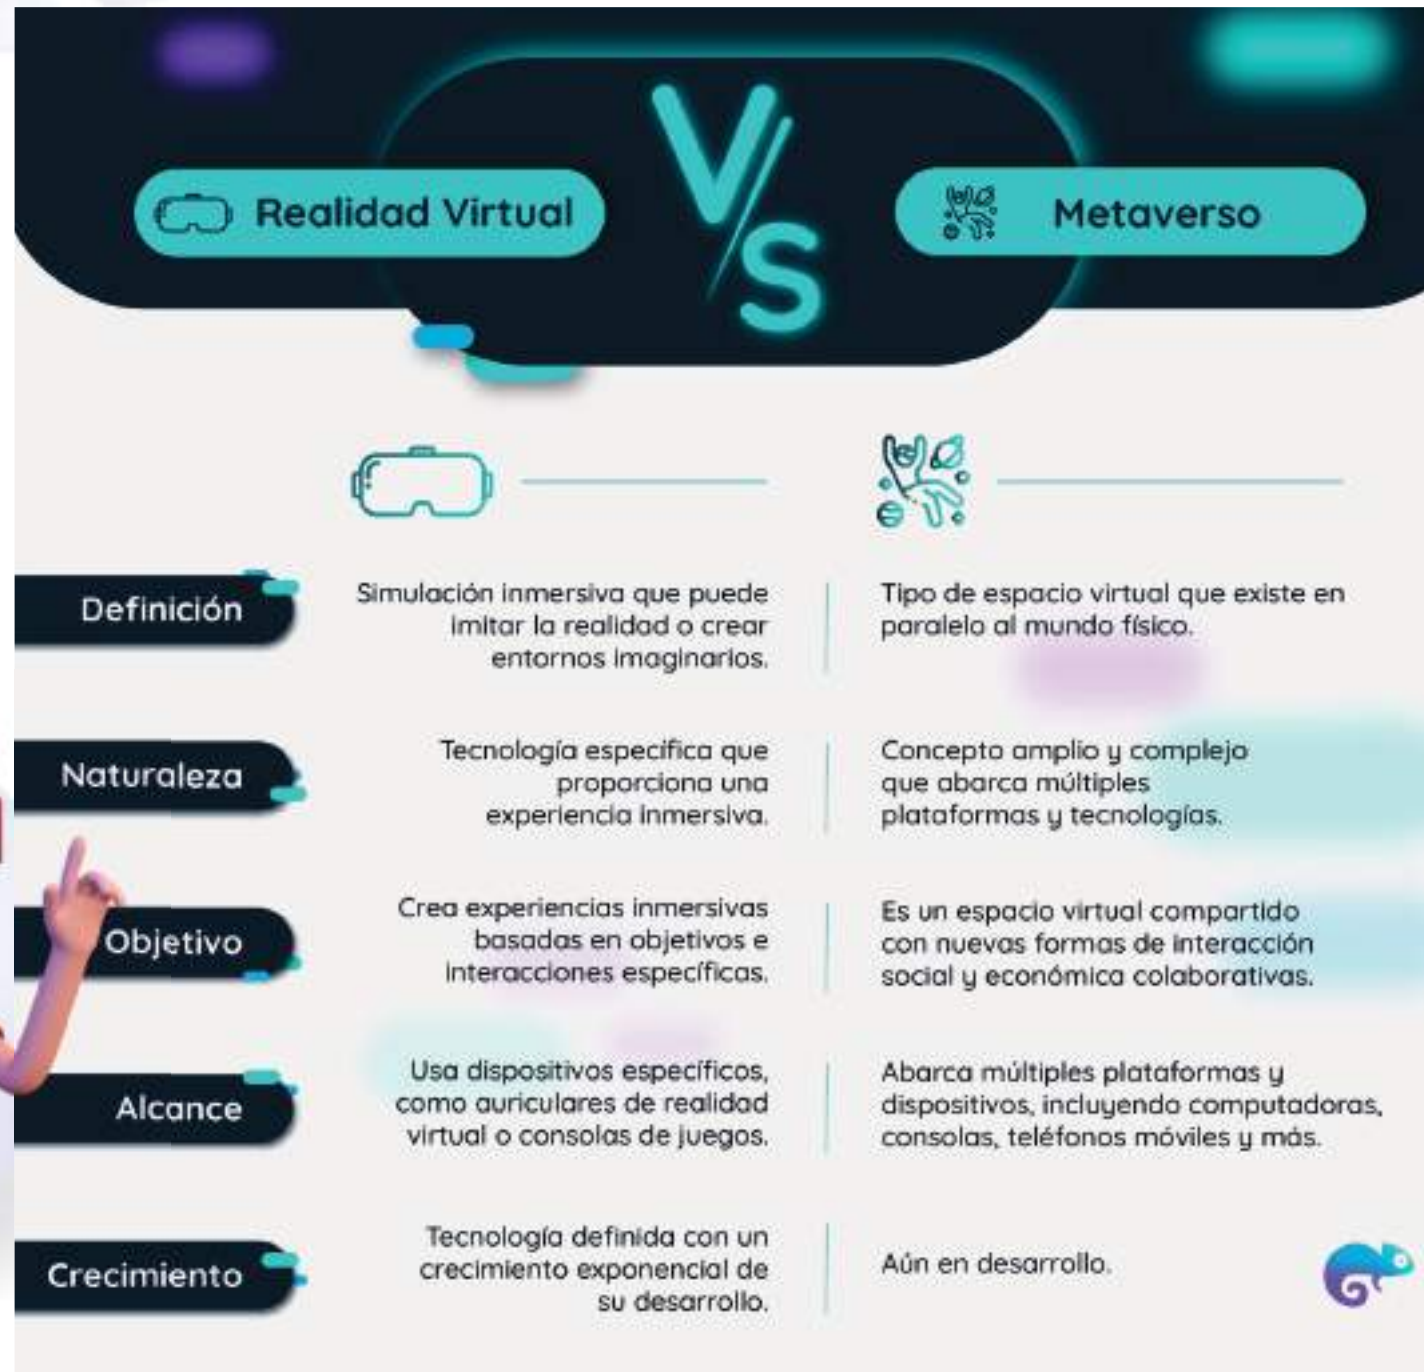 Realidad Virtual
VS
Metaverso
Definición
Simulación inmersiva que puede
imitar la realidad o crear
entornos imaginarios.
Tipo de espacio virtual que existe en
paralelo al mundo físico.
Naturaleza
Tecnología específica que
proporciona una
experiencia inmersiva.
Concepto amplio y complejo
que abarca múltiples
plataformas y tecnologías.
Objetivo
Crea experiencias inmersivas
basadas en objetivos e
interacciones específicas.
Es un espacio virtual compartido
con nuevas formas de interacción
social y económica colaborativas.
Alcance
Usa dispositivos específicos,
como auriculares de realidad
virtual o consolas de juegos.
Abarca múltiples plataformas y
dispositivos, incluyendo computadoras,
consolas, teléfonos móviles y más.
Crecimiento
Tecnología definida con un
crecimiento exponencial de
su desarrollo.
Aún en desarrollo.